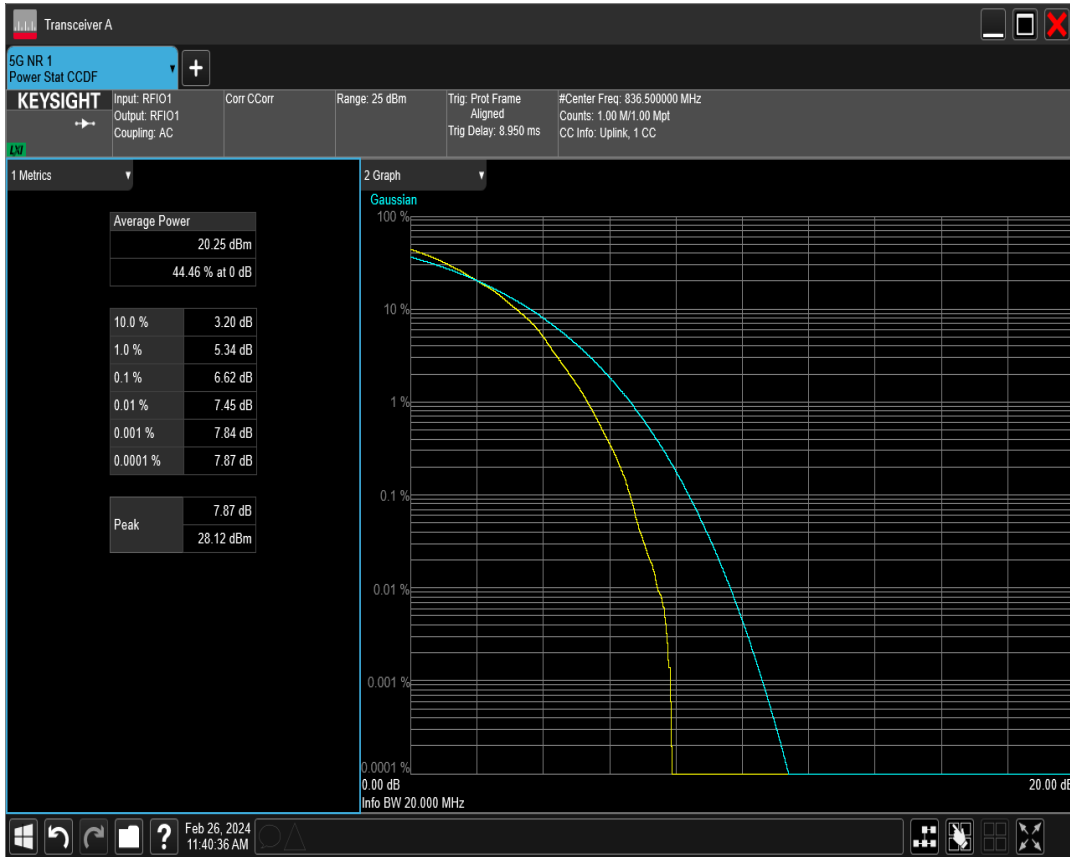 Transceiver A
5G NR 1
Power Stat CCDF
+
KEYSIGHT
LXI
Input: RFIO1
Output: RFIO1
Coupling: AC
Corr CCorr
Range: 25 dBm
Trig: Prot Frame
Aligned
Trig Delay: 8.950 ms
#Center Freq: 836.500000 MHz
Counts: 1.00 M/1.00 Mpt
CC Info: Uplink, 1 CC
1 Metrics
Average Power
20.25 dBm
44.46 % at 0 dB
10.0 % 3.20 dB
1.0 % 5.34 dB
0.1 % 6.62 dB
0.01 % 7.45 dB
0.001 % 7.84 dB
0.0001 % 7.87 dB
Peak
7.87 dB
28.12 dBm
2 Graph
Gaussian
100 %
10 %
1 %
0.1 %
0.01 %
0.001 %
0.0001 %
0.00 dB 20.00 dB
Info BW 20.000 MHz
?
Feb 26, 2024
11:40:36 AM